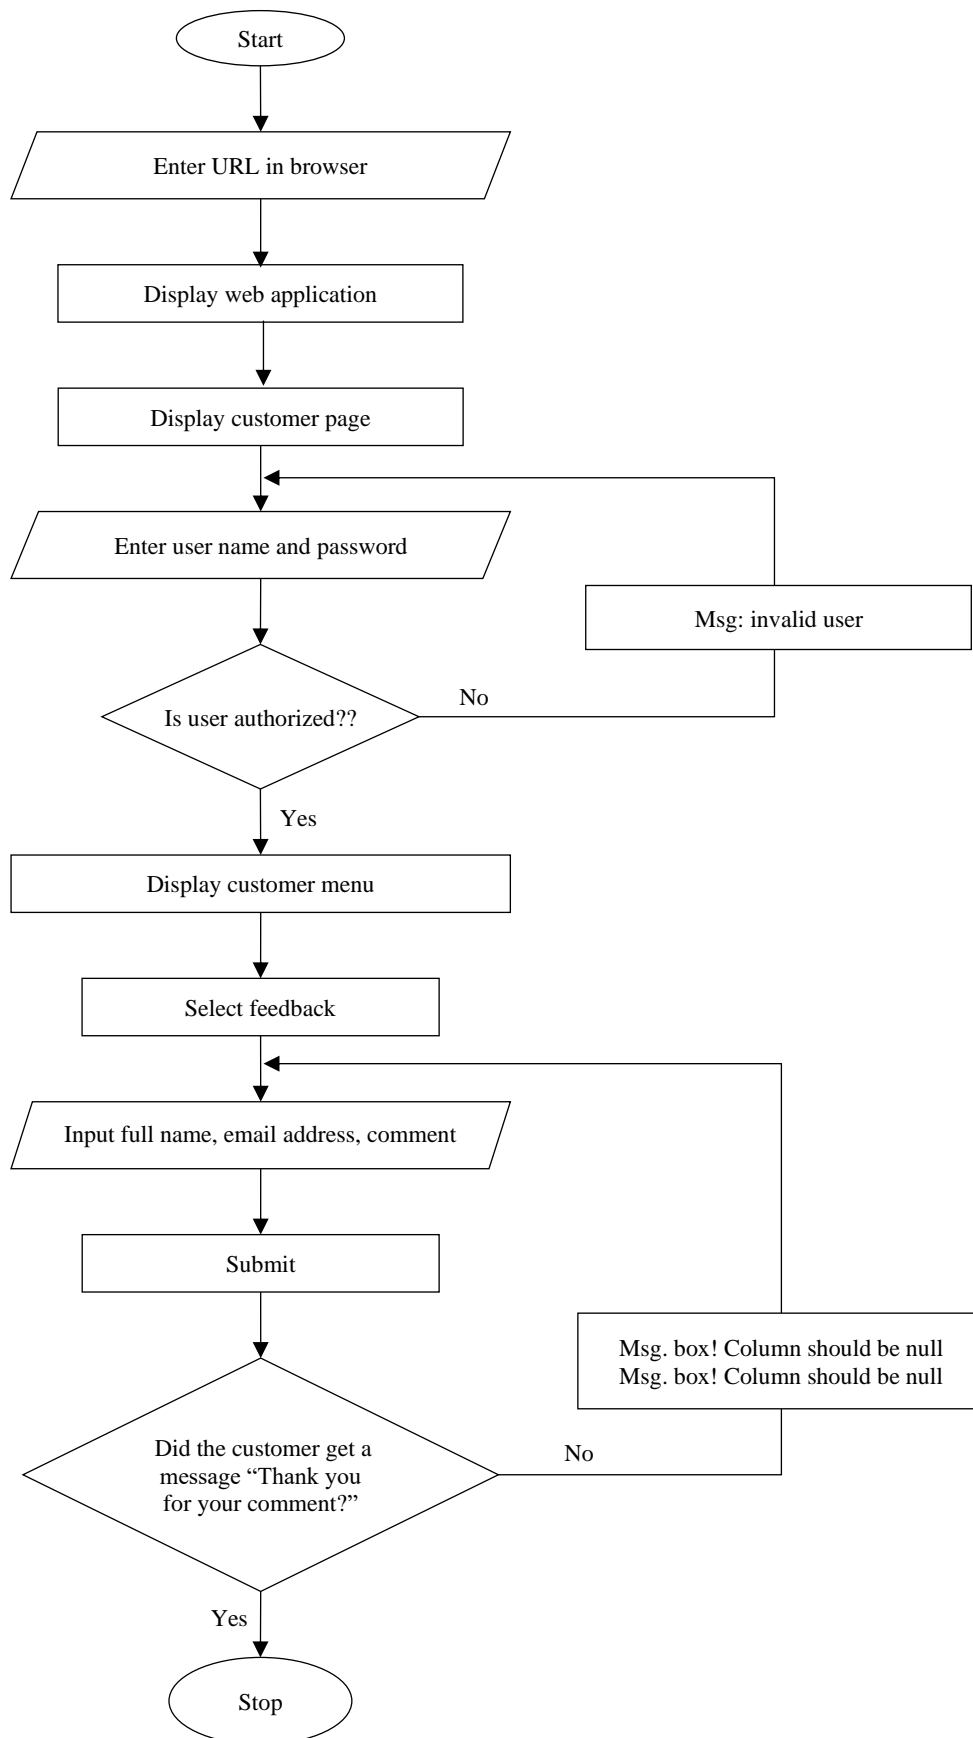 Start
Enter URL in browser
Display web application
Display customer page
Enter user name and password
Msg: invalid user
Is user authorized??
No
Yes
Display customer menu
Select feedback
Input full name, email address, comment
Submit
Msg. box! Column should be null
Msg. box! Column should be null
Did the customer get a
message “Thank you
for your comment?”
No
Yes
Stop